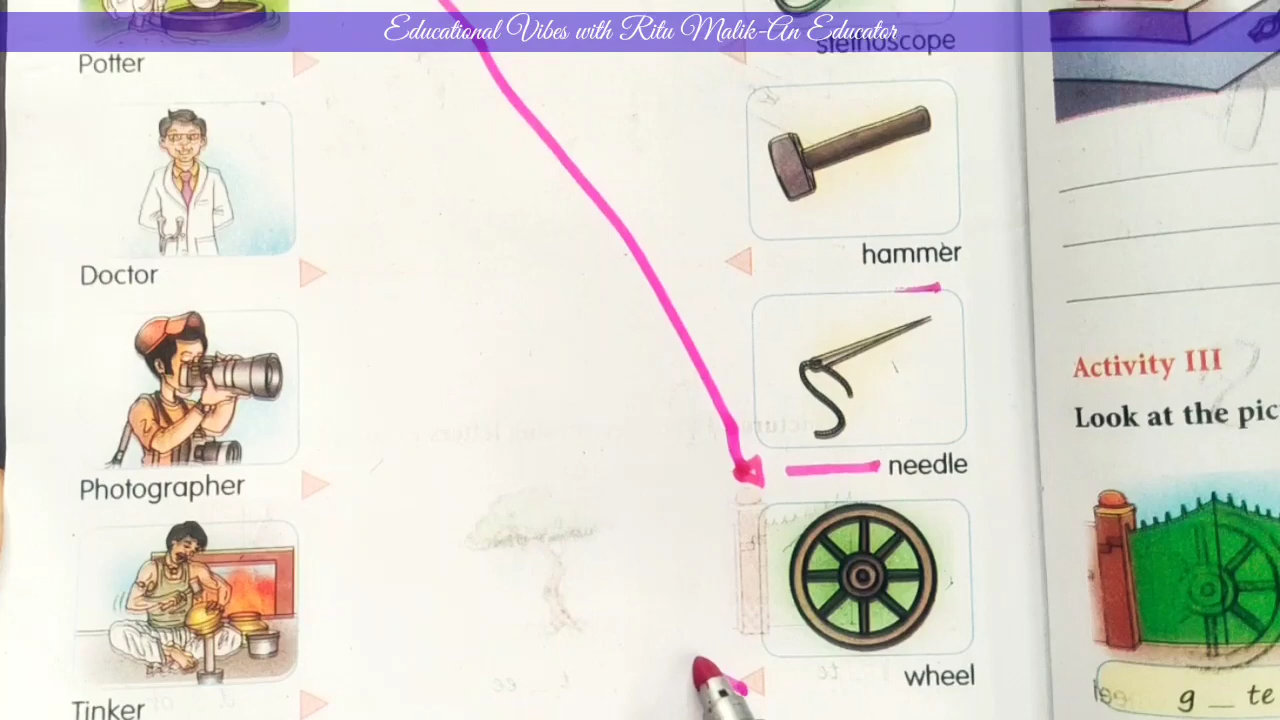 Educational Vibes with Ritu Malik-An Educator
Potter
stethoscope
Doctor
hammer
Photographer
needle
Tinker
wheel
Activity III
Look at the pic
g __ te